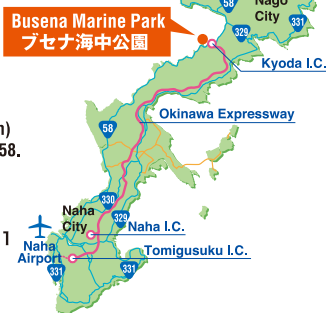 Nago
City
58
329
Busena Marine Park
ブセナ海中公園
Kyoda I.C.
Okinawa Expressway
n)
58.
58
330
329
Naha
City
Naha I.C.
1
Naha
Airport
Tomigusuku I.C.
331
331